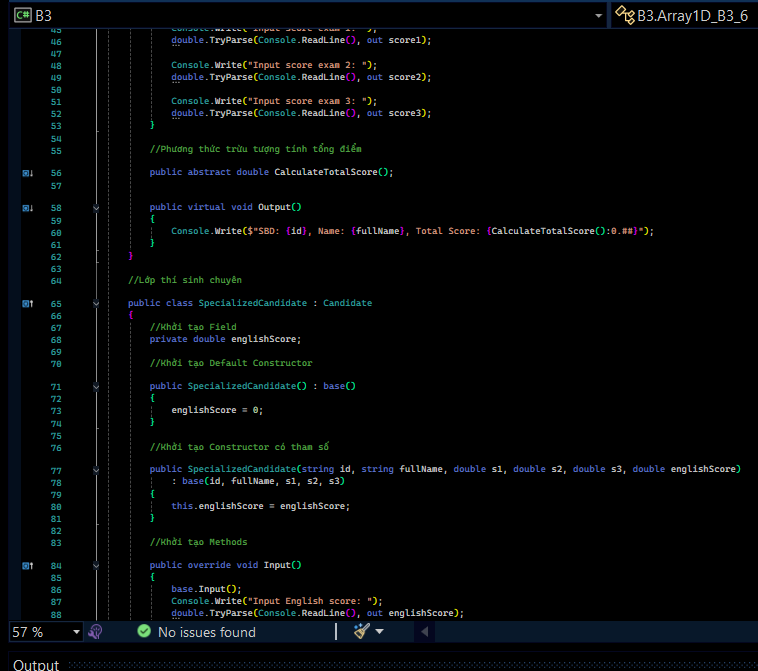 C# B3
B3.Array1D_B3_6
45 Console.Write("Input score exam 1: ");
46 double.TryParse(Console.ReadLine(), out score1);
47
48 Console.Write("Input score exam 2: ");
49 double.TryParse(Console.ReadLine(), out score2);
50
51 Console.Write("Input score exam 3: ");
52 double.TryParse(Console.ReadLine(), out score3);
53 }
54
55 //Phương thức trừu tượng tính tổng điểm
56 public abstract double CalculateTotalScore();
57
58 public virtual void Output()
59 {
60 Console.Write($"SBD: {id}, Name: {fullName}, Total Score: {CalculateTotalScore():0.##}");
61 }
62 }
63
64 //Lớp thí sinh chuyên
65 public class SpecializedCandidate : Candidate
66 {
67 //Khởi tạo Field
68 private double englishScore;
69
70 //Khởi tạo Default Constructor
71 public SpecializedCandidate() : base()
72 {
73 englishScore = 0;
74 }
75
76 //Khởi tạo Constructor có tham số
77 public SpecializedCandidate(string id, string fullName, double s1, double s2, double s3, double englishScore)
78 : base(id, fullName, s1, s2, s3)
79 {
80 this.englishScore = englishScore;
81 }
82
83 //Khởi tạo Methods
84 public override void Input()
85 {
86 base.Input();
87 Console.Write("Input English score: ");
88 double.TryParse(Console.ReadLine(), out englishScore);
57 %
No issues found
Output